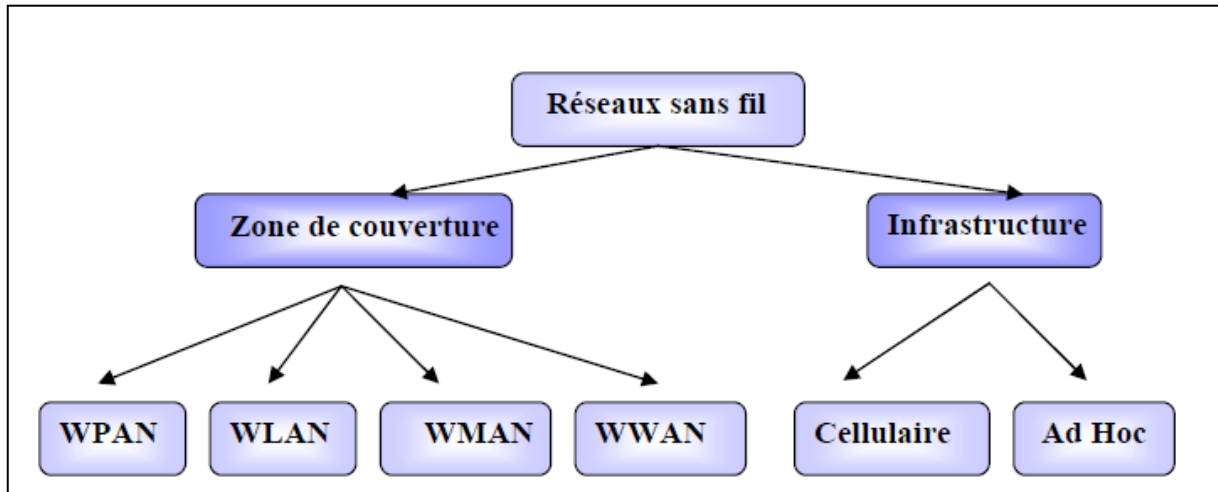 Réseaux sans fil
Zone de couverture
Infrastructure
WPAN
WLAN
WMAN
WWAN
Cellulaire
Ad Hoc